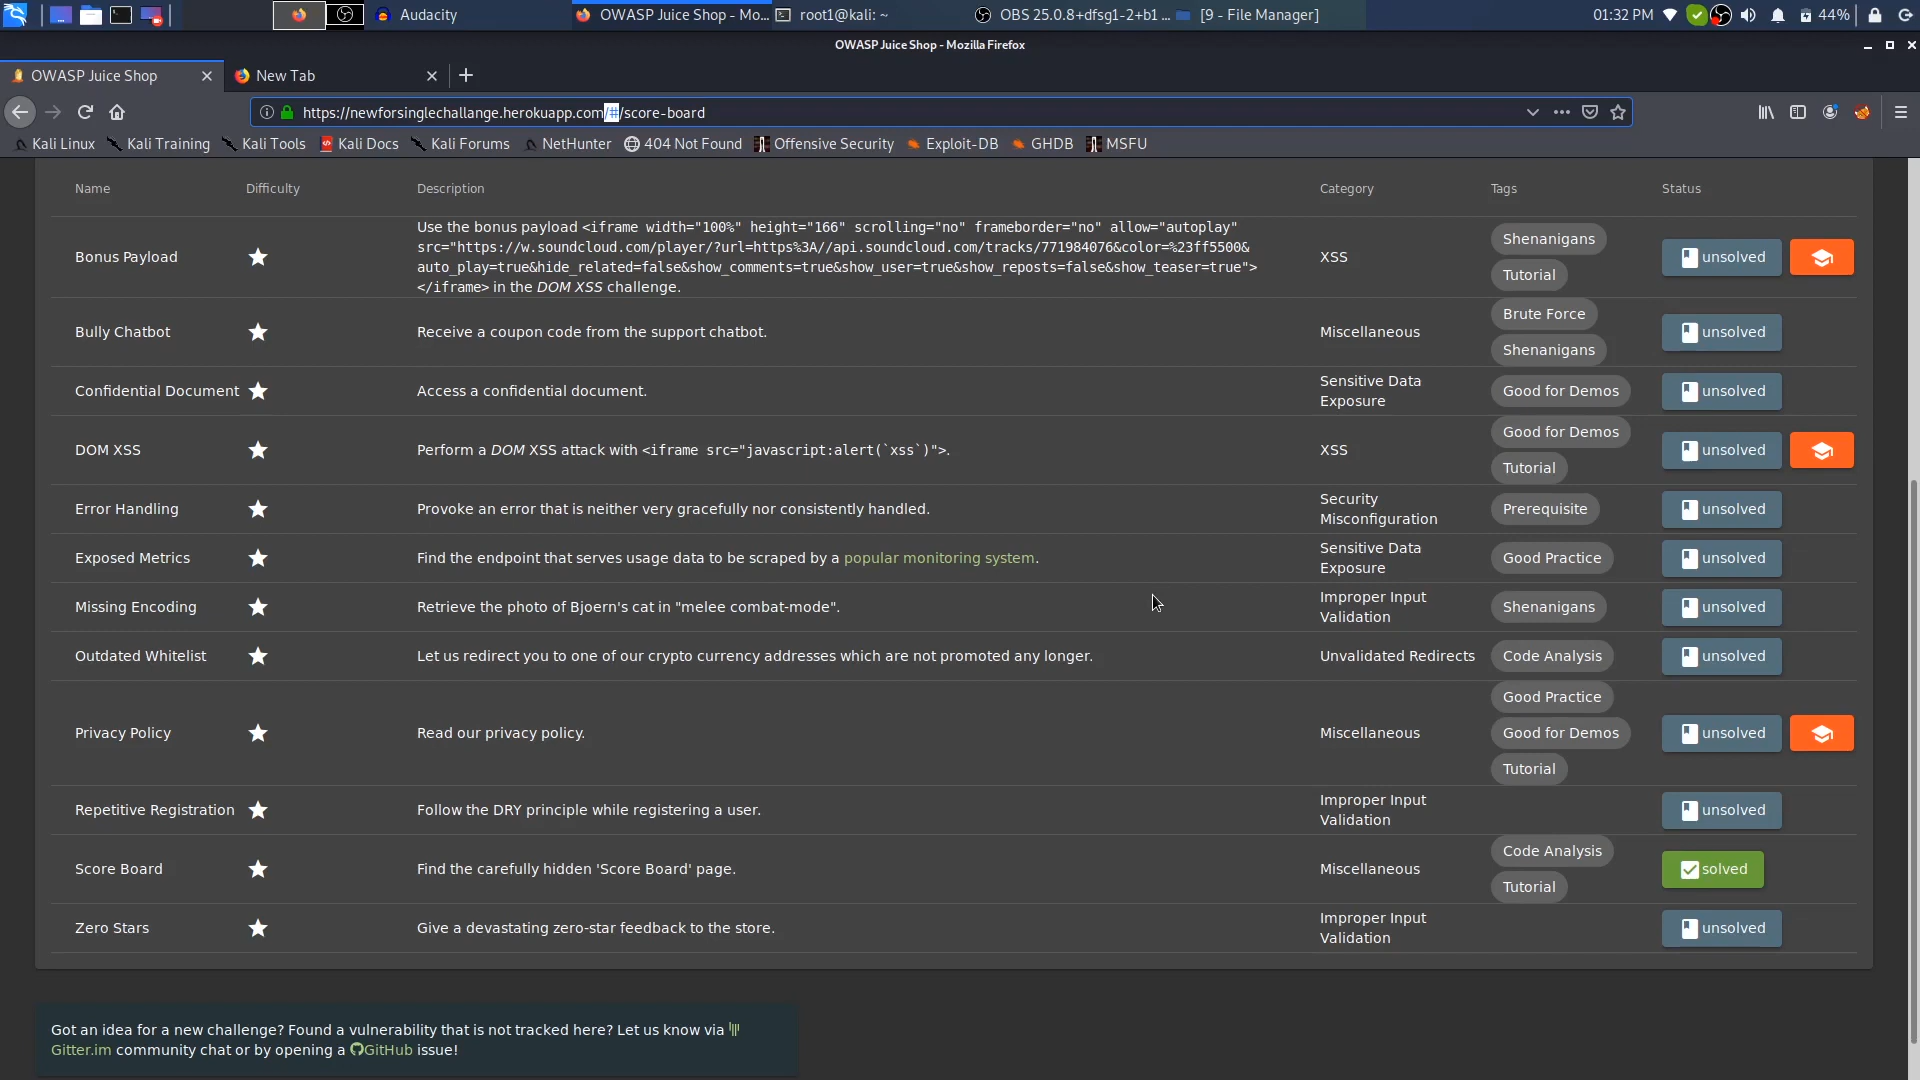 Audacity
OWASP Juice Shop - Mo...
root1@kali: ~
OBS 25.0.8+dfsg1-2+b1 ...
[9 - File Manager]
01:32 PM
44%
OWASP Juice Shop - Mozilla Firefox
OWASP Juice Shop
New Tab
https://newforsinglechallange.herokuapp.com/#/score-board
Kali Linux
Kali Training
Kali Tools
Kali Docs
Kali Forums
NetHunter
404 Not Found
Offensive Security
Exploit-DB
GHDB
MSFU
Name
Difficulty
Description
Category
Tags
Status
Bonus Payload
Use the bonus payload <iframe width="100%" height="166" scrolling="no" frameborder="no" allow="autoplay"
src="https://w.soundcloud.com/player/?url=https%3A//api.soundcloud.com/tracks/771984076&color=%23ff5500&
auto_play=true&hide_related=false&show_comments=true&show_user=true&show_reposts=false&show_teaser=true">
</iframe> in the DOM XSS challenge.
XSS
Shenanigans
Tutorial
unsolved
Bully Chatbot
Receive a coupon code from the support chatbot.
Miscellaneous
Brute Force
Shenanigans
unsolved
Confidential Document
Access a confidential document.
Sensitive Data
Exposure
Good for Demos
unsolved
DOM XSS
Perform a DOM XSS attack with <iframe src="javascript:alert(`xss`)">.
XSS
Good for Demos
Tutorial
unsolved
Error Handling
Provoke an error that is neither very gracefully nor consistently handled.
Security
Misconfiguration
Prerequisite
unsolved
Exposed Metrics
Find the endpoint that serves usage data to be scraped by a popular monitoring system.
Sensitive Data
Exposure
Good Practice
unsolved
Missing Encoding
Retrieve the photo of Bjoern's cat in "melee combat-mode".
Improper Input
Validation
Shenanigans
unsolved
Outdated Whitelist
Let us redirect you to one of our crypto currency addresses which are not promoted any longer.
Unvalidated Redirects
Code Analysis
unsolved
Privacy Policy
Read our privacy policy.
Miscellaneous
Good Practice
Good for Demos
Tutorial
unsolved
Repetitive Registration
Follow the DRY principle while registering a user.
Improper Input
Validation
unsolved
Score Board
Find the carefully hidden 'Score Board' page.
Miscellaneous
Code Analysis
Tutorial
solved
Zero Stars
Give a devastating zero-star feedback to the store.
Improper Input
Validation
unsolved
Got an idea for a new challenge? Found a vulnerability that is not tracked here? Let us know via
Gitter.im community chat or by opening a GitHub issue!